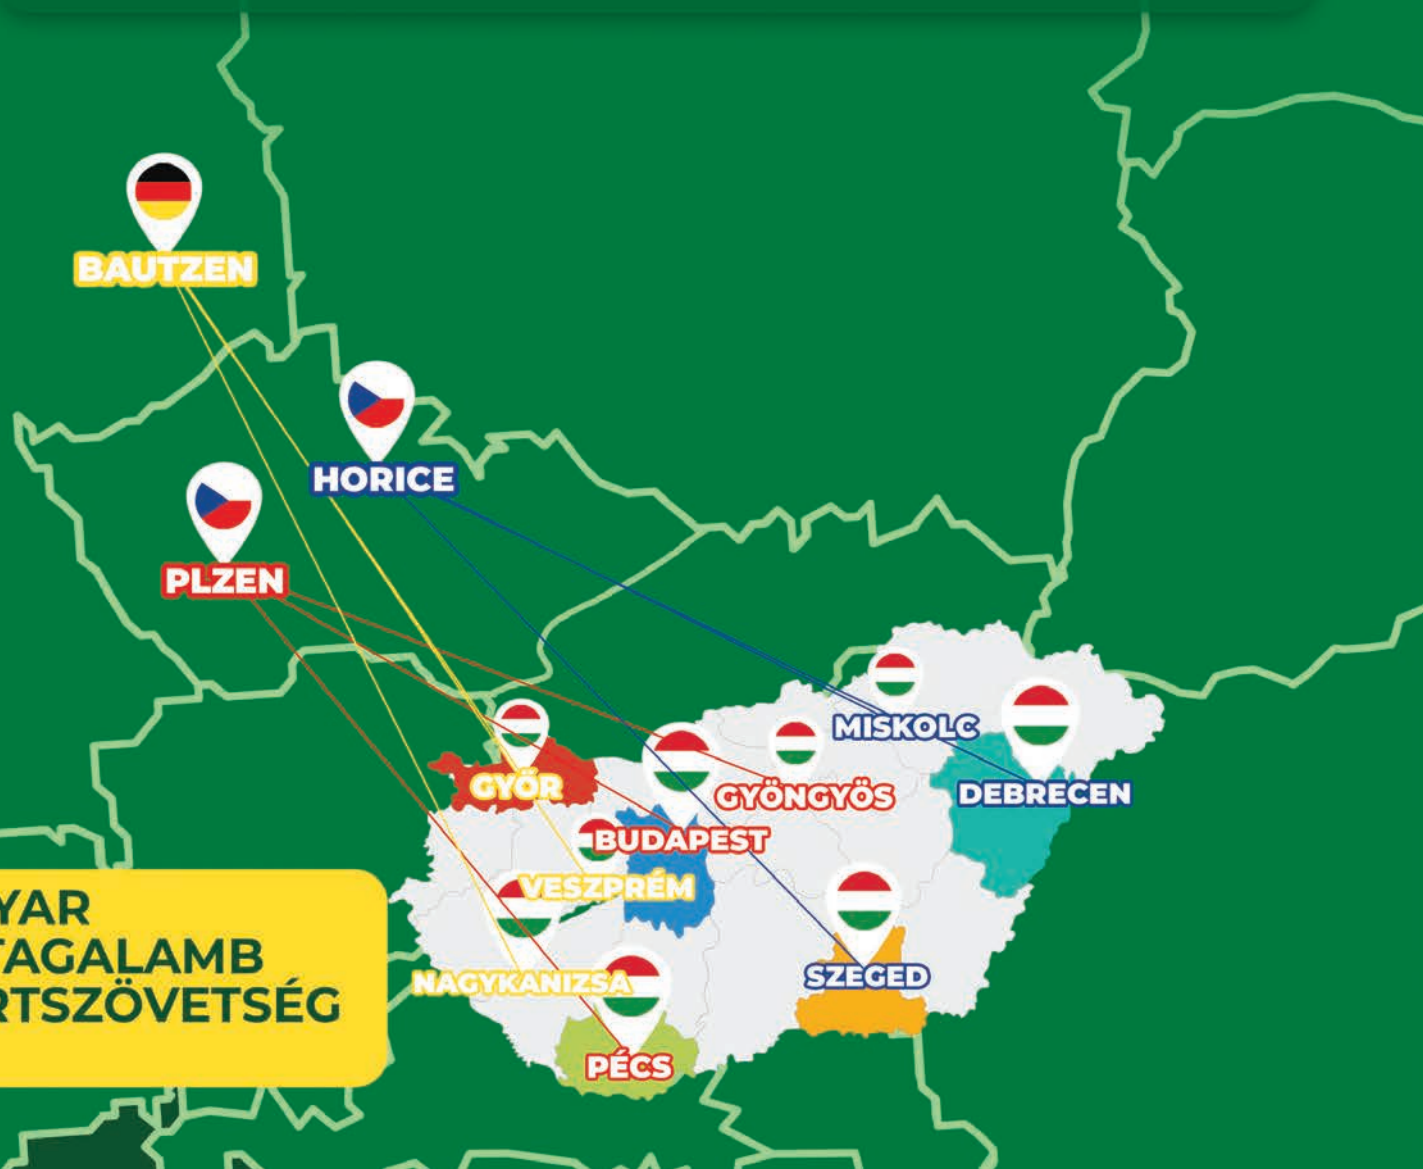 BAUTZEN
HORICE
PLZEN
MISKOLC
GYŐR
GYÖNGYÖS
DEBRECEN
BUDAPEST
VESZPRÉM
NAGYKANIZSA
SZEGED
PÉCS
YAR
TAGALAMB
RTSZÖVETSÉG